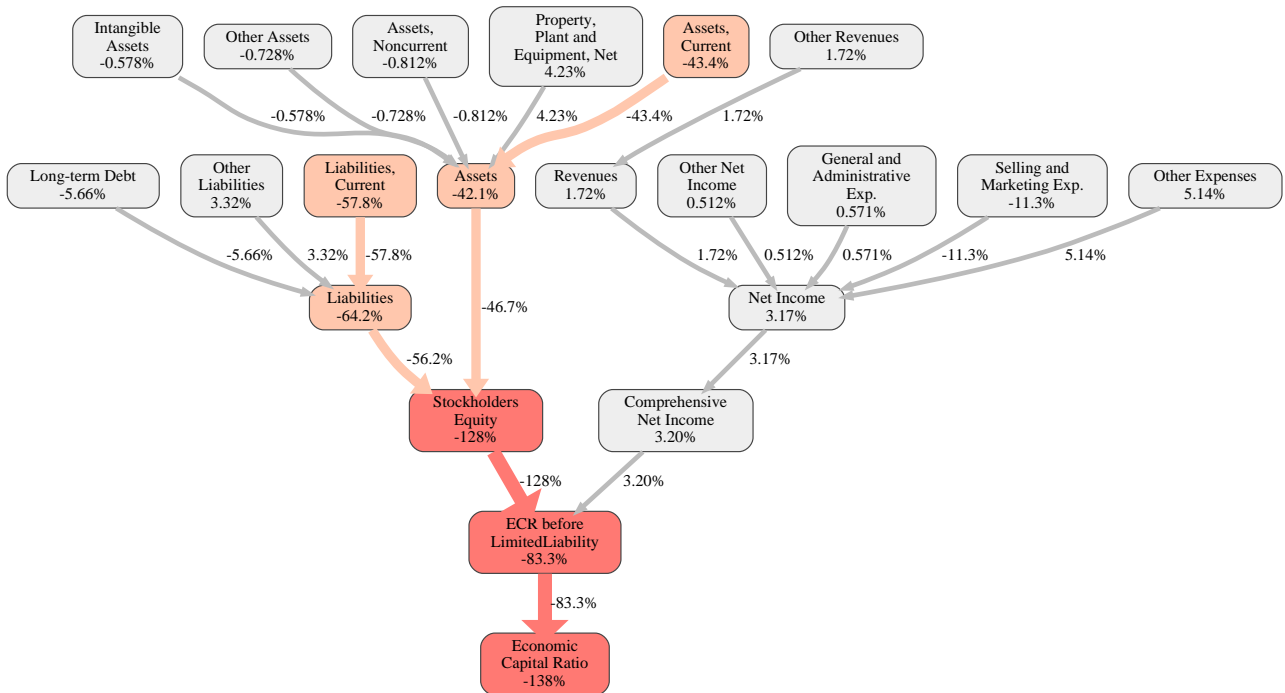 Intangible
Assets
-0.578%
Other Assets
-0.728%
Assets,
Noncurrent
-0.812%
Property,
Plant and
Equipment, Net
4.23%
Assets,
Current
-43.4%
Other Revenues
1.72%
-0.578%
-0.728%
-0.812%
4.23%
-43.4%
1.72%
Long-term Debt
-5.66%
Other
Liabilities
3.32%
Liabilities,
Current
-57.8%
Assets
-42.1%
Revenues
1.72%
Other Net
Income
0.512%
General and
Administrative
Exp.
0.571%
Selling and
Marketing Exp.
-11.3%
Other Expenses
5.14%
-5.66%
3.32%
-57.8%
1.72%
0.512%
0.571%
-11.3%
5.14%
Liabilities
-64.2%
-46.7%
Net Income
3.17%
-56.2%
3.17%
Stockholders
Equity
-128%
Comprehensive
Net Income
3.20%
-128%
3.20%
ECR before
LimitedLiability
-83.3%
-83.3%
Economic
Capital Ratio
-138%